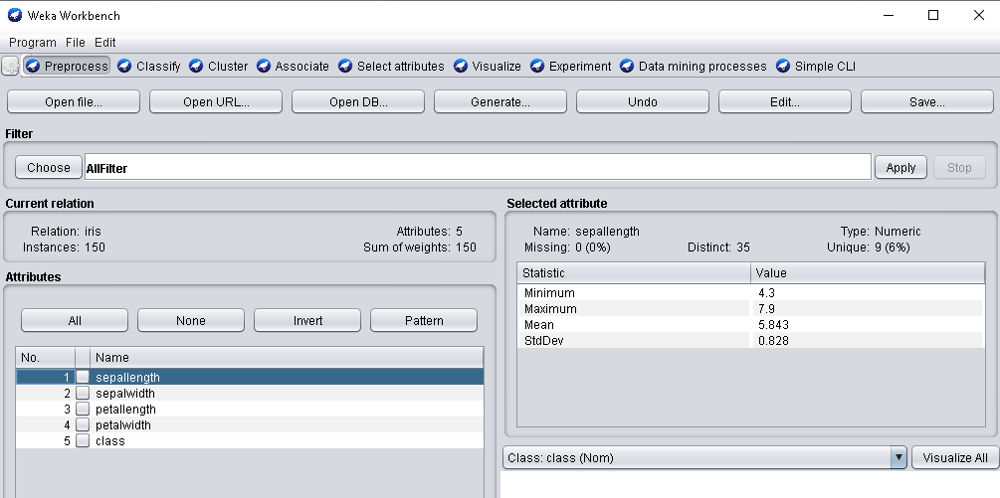 Weka Workbench
Program File Edit
Preprocess Classify Cluster Associate Select attributes Visualize Experiment Data mining processes Simple CLI
Open file... Open URL... Open DB... Generate... Undo Edit... Save...
Filter
Choose AllFilter Apply Stop
Current relation
Relation: iris Attributes: 5
Instances: 150 Sum of weights: 150
Attributes
All None Invert Pattern
No. Name
1 sepallength
2 sepalwidth
3 petallength
4 petalwidth
5 class
Selected attribute
Name: sepallength Type: Numeric
Missing: 0 (0%) Distinct: 35 Unique: 9 (6%)
Statistic Value
Minimum 4.3
Maximum 7.9
Mean 5.843
StdDev 0.828
Class: class (Nom) Visualize All